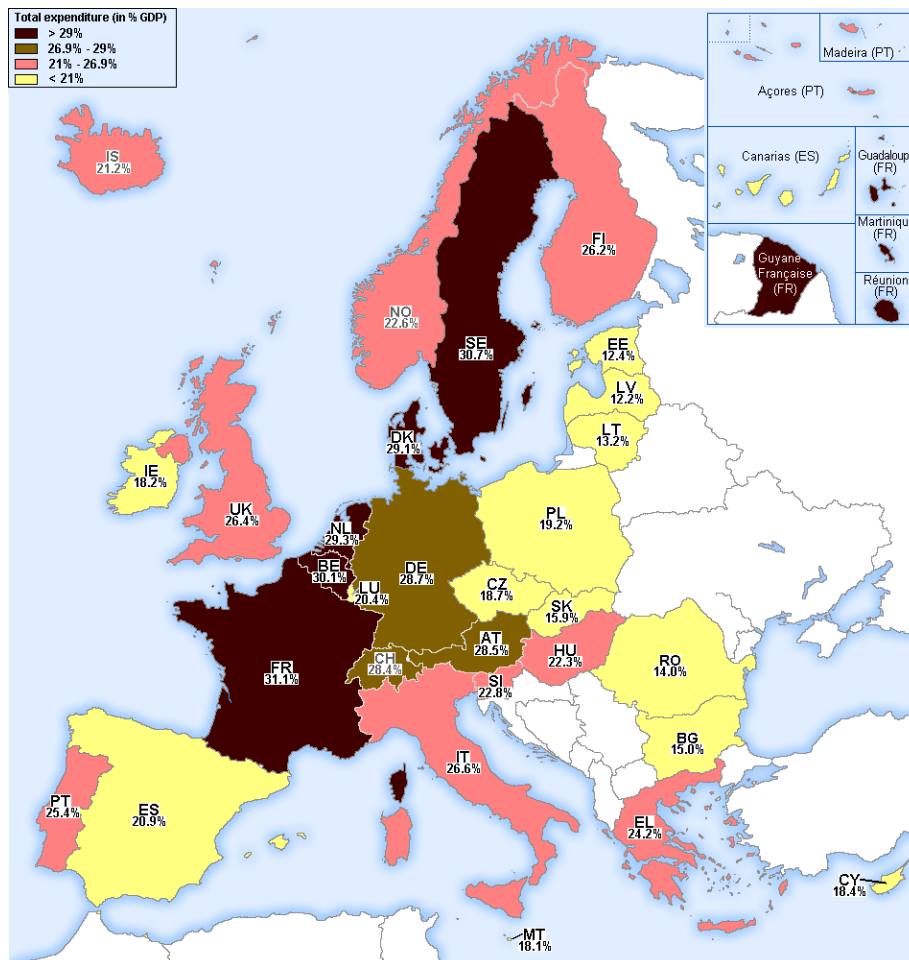 Total expenditure (in % GDP)
> 29%
26.9% - 29%
21% - 26.9%
< 21%
Madeira (PT)
Açores (PT)
Canarias (ES)
Guadaloup
(FR)
Martiniqu
(FR)
Guyane
Française
(FR)
Réunion
(FR)
IS
21.2%
FI
26.2%
NO
22.6%
SE
30.7%
EE
12.4%
LV
12.2%
LT
13.2%
DK
29.1%
IE
18.2%
UK
26.4%
NL
29.3%
PL
19.2%
BE
30.1%
DE
28.7%
LU
20.4%
CZ
18.7%
SK
15.9%
AT
28.5%
HU
22.3%
CH
28.4%
FR
31.1%
SI
22.8%
RO
14.0%
BG
15.0%
IT
26.6%
PT
25.4%
ES
20.9%
EL
24.2%
CY
18.4%
MT
18.1%